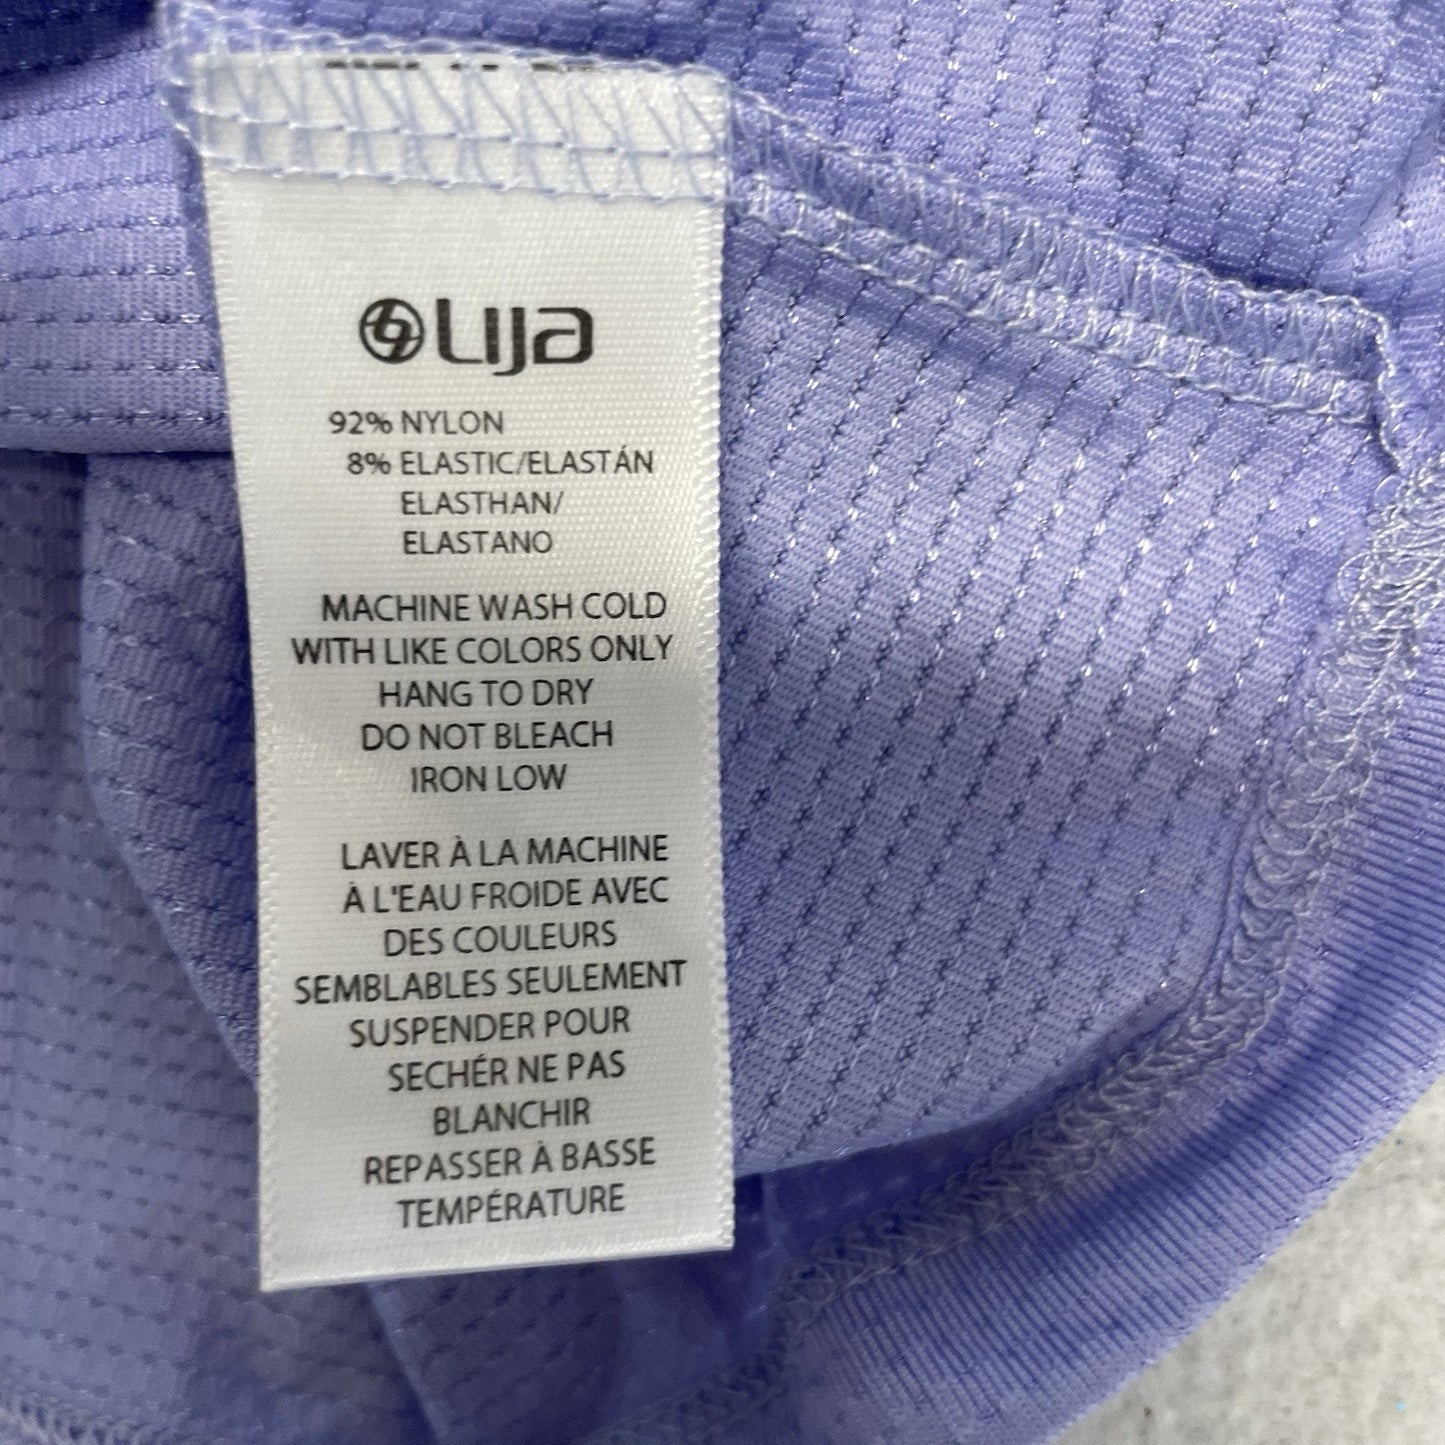 Lija
92% NYLON
8% ELASTIC/ELASTÁN
ELASTHAN/
ELASTANO
MACHINE WASH COLD
WITH LIKE COLORS ONLY
HANG TO DRY
DO NOT BLEACH
IRON LOW
LAVER À LA MACHINE
À L'EAU FROIDE AVEC
DES COULEURS
SEMBLABLES SEULEMENT
SUSPENDER POUR
SECHÉR NE PAS
BLANCHIR
REPASSER À BASSE
TEMPÉRATURE